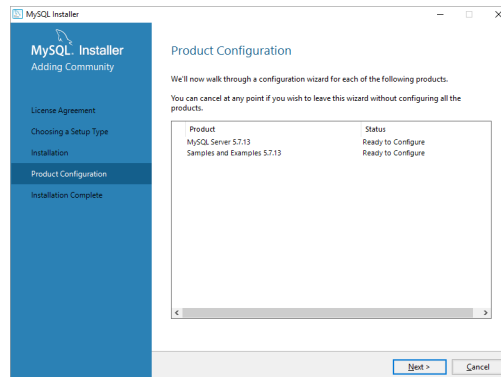 MySQL Installer
MySQL. Installer
Adding Community
License Agreement
Choosing a Setup Type
Installation
Product Configuration
Installation Complete
Product Configuration
We'll now walk through a configuration wizard for each of the following products.
You can cancel at any point if you wish to leave this wizard without configuring all the
products.
Product Status
MySQL Server 5.7.13 Ready to Configure
Samples and Examples 5.7.13 Ready to Configure
Next > Cancel